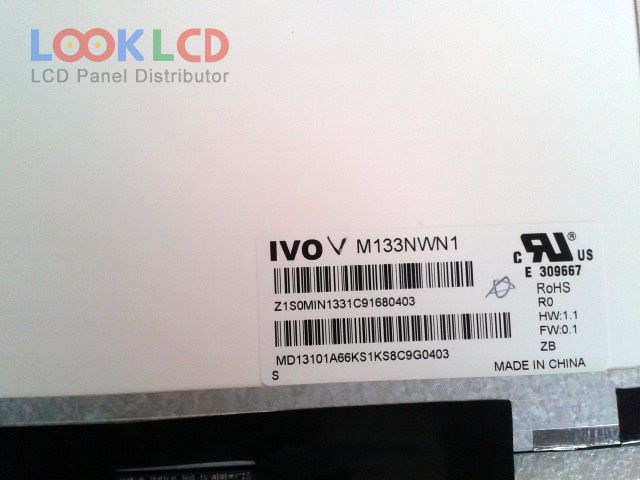 LOOKLCD
LCD Panel Distributor
IVO M133NWN1
Z1S0MIN1331C91680403
MD13101A66KS1KS8C9G0403
S
c RU ® US
E 309667
RoHS
R0
HW:1.1
FW:0.1
ZB
MADE IN CHINA